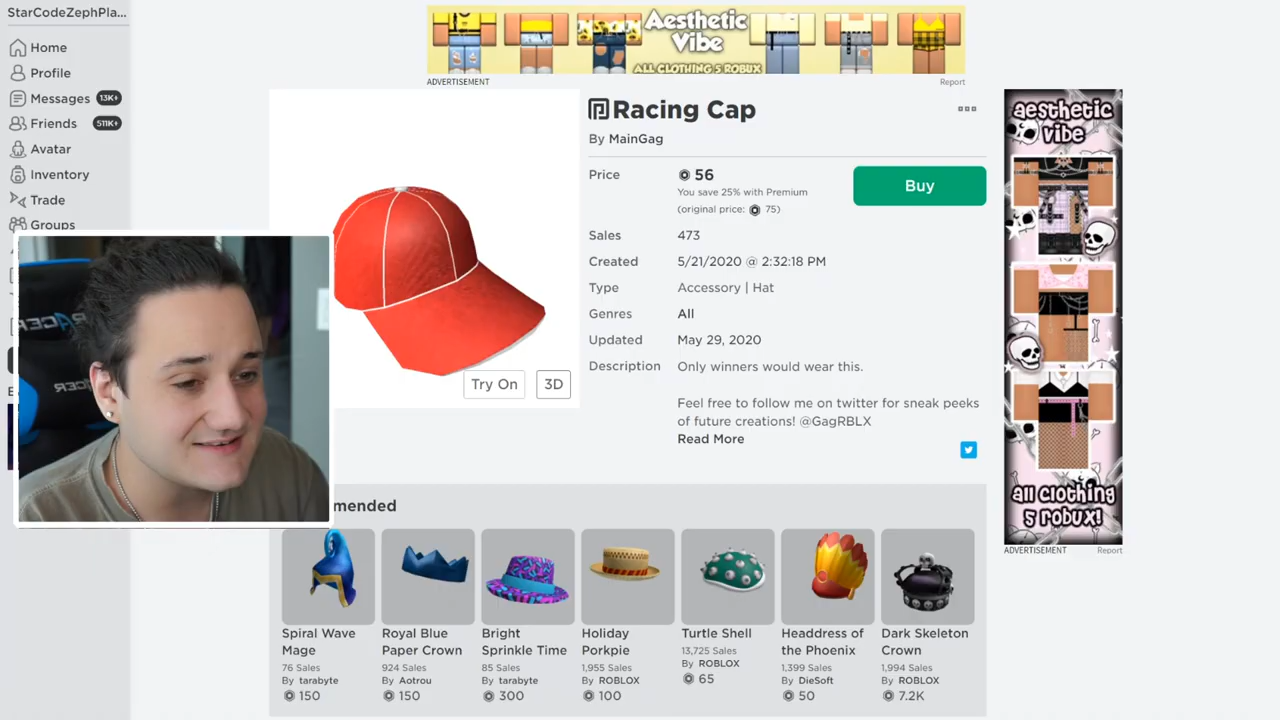 StarCodeZephPla...
Home
Profile
Messages 13K+
Friends 511K+
Avatar
Inventory
Trade
Groups
Aesthetic
Vibe
ALL CLOTHING 5 ROBUX
ADVERTISEMENT Report
Racing Cap
By MainGag
Price 56
You save 25% with Premium
(original price: 75)
Buy
Sales 473
Created 5/21/2020 @ 2:32:18 PM
Type Accessory | Hat
Genres All
Updated May 29, 2020
Description Only winners would wear this.
Feel free to follow me on twitter for sneak peeks
of future creations! @GagRBLX
Read More
Try On 3D
aesthetic
vibe
all clothing
5 robux!
ADVERTISEMENT Report
mended
Spiral Wave
Mage
76 Sales
By tarabyte
150
Royal Blue
Paper Crown
924 Sales
By Aotrou
150
Bright
Sprinkle Time
85 Sales
By tarabyte
300
Holiday
Porkpie
1,955 Sales
By ROBLOX
100
Turtle Shell
13,725 Sales
By ROBLOX
65
Headdress of
the Phoenix
1,399 Sales
By DieSoft
50
Dark Skeleton
Crown
1,994 Sales
By ROBLOX
7.2K